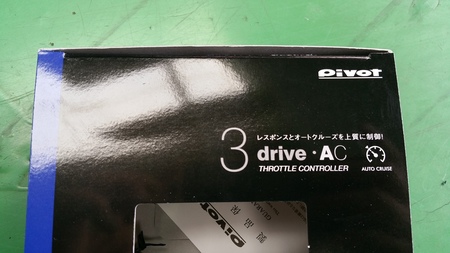 PIVOT
レスポンスとオートクルーズを上質に制御!
3 drive・AC
THROTTLE CONTROLLER
AUTO CRUISE
PIVOT